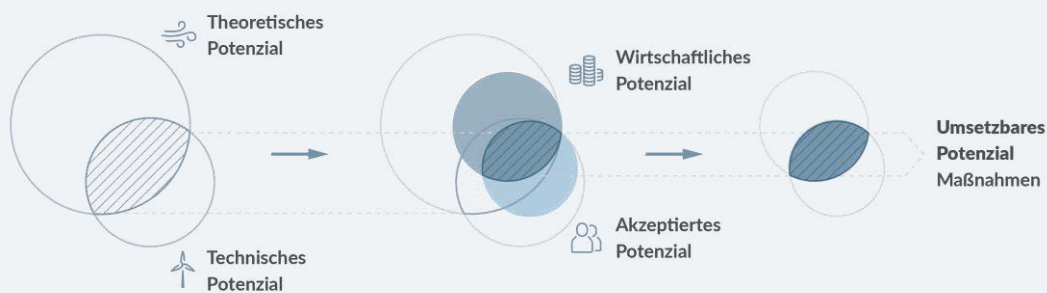 Theoretisches
Potenzial
Technisches
Potenzial
Wirtschaftliches
Potenzial
Akzeptiertes
Potenzial
Umsetzbares
Potenzial
Maßnahmen